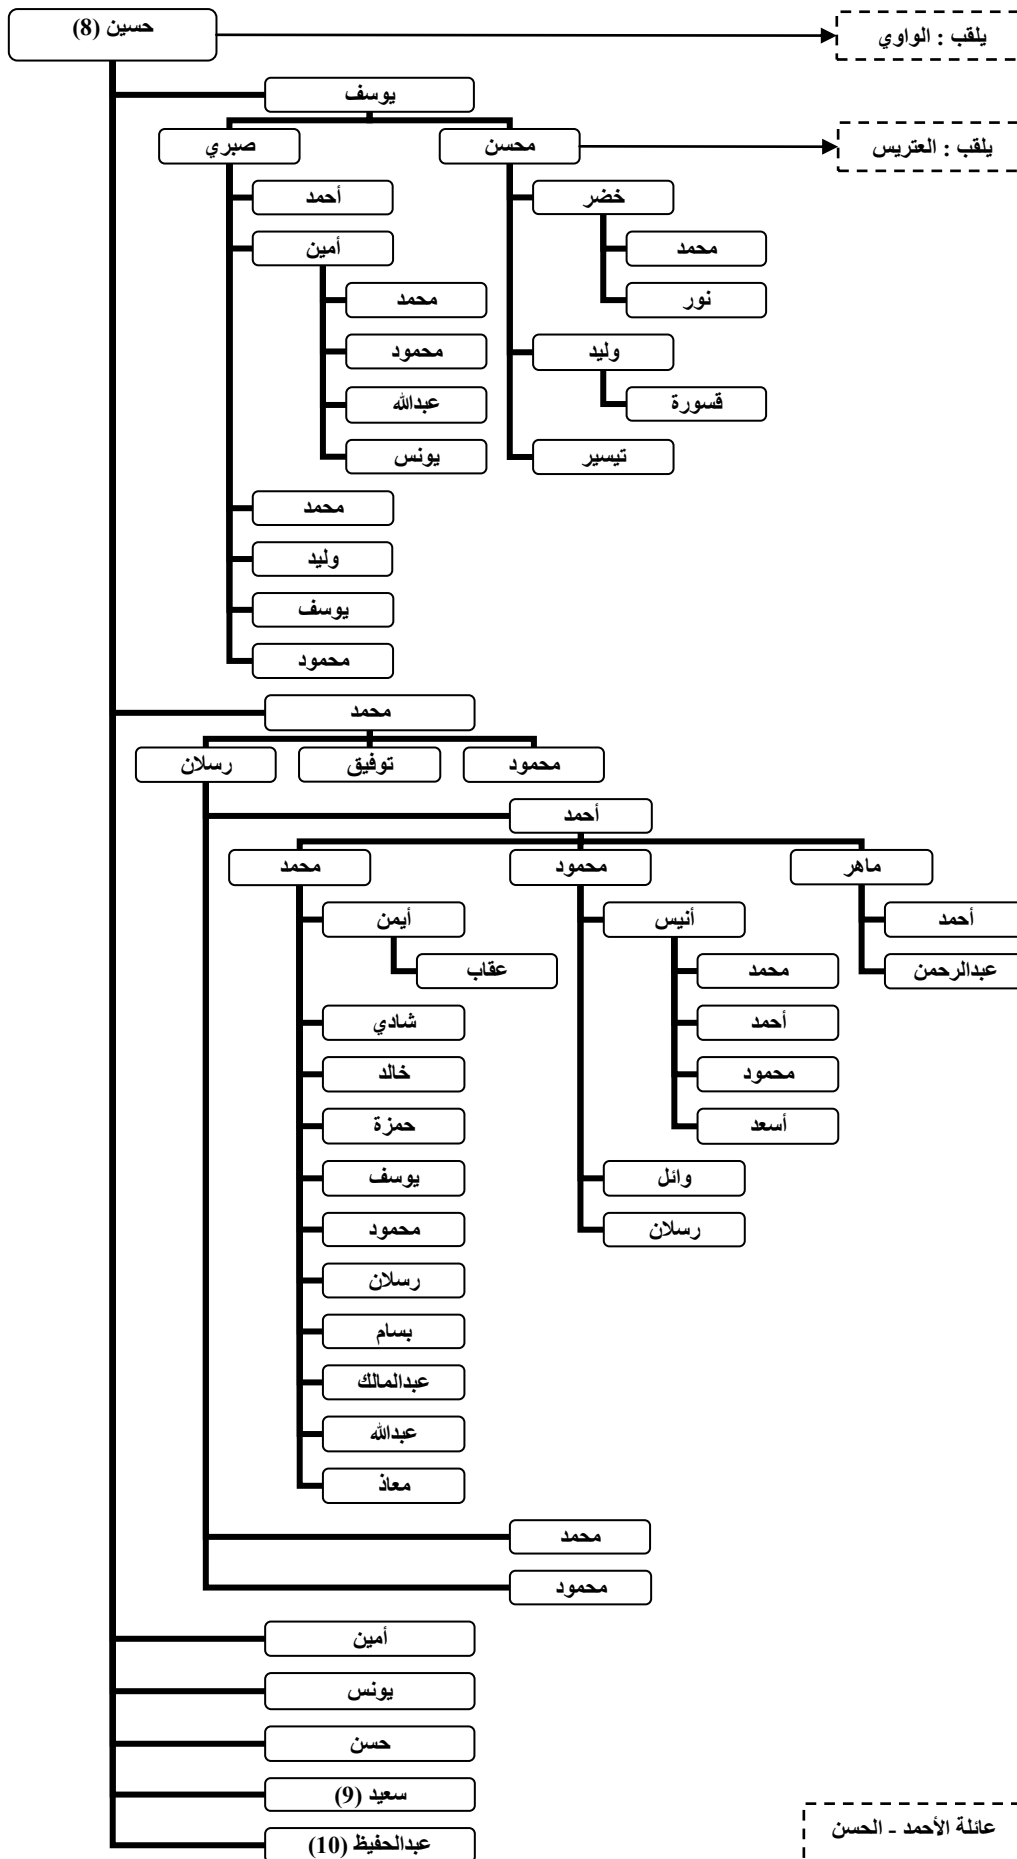 حسين (8)
يلقب : الواوي
يوسف
محسن
صبري
يلقب : العتريس
خضر
أحمد
محمد
أمين
نور
محمد
وليد
محمود
قسورة
عبدالله
تيسير
يونس
محمد
وليد
يوسف
محمود
محمد
محمود
توفيق
رسلان
أحمد
ماهر
محمود
محمد
أحمد
أنيس
أيمن
عبدالرحمن
محمد
عقاب
أحمد
شادي
محمود
خالد
أسعد
حمزة
وائل
يوسف
رسلان
محمود
رسلان
بسام
عبدالمالك
عبدالله
معاذ
محمد
محمود
أمين
يونس
حسن
سعيد (9)
عبدالحفيظ (10)
عائلة الأحمد - الحسن